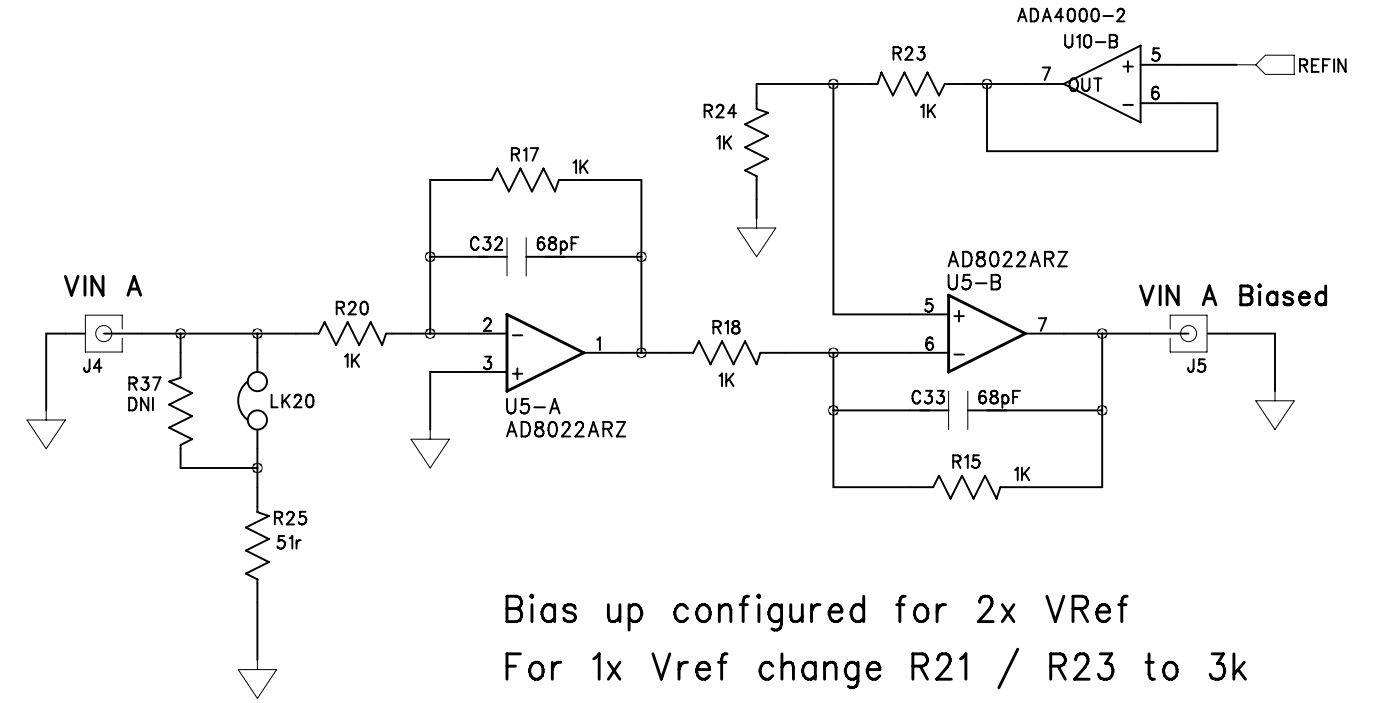 ADA4000-2
U10-B
R23
1K
7
OUT
+
5
-
6
REFIN
R24
1K
R17
1K
C32
68pF
VIN A
J4
R20
1K
2
-
3
+
1
U5-A
AD8022ARZ
R37
DNI
LK20
R25
51r
R18
1K
AD8022ARZ
U5-B
5
+
6
-
7
C33
68pF
R15
1K
VIN A Biased
J5
Bias up configured for 2x VRef
For 1x Vref change R21 / R23 to 3k